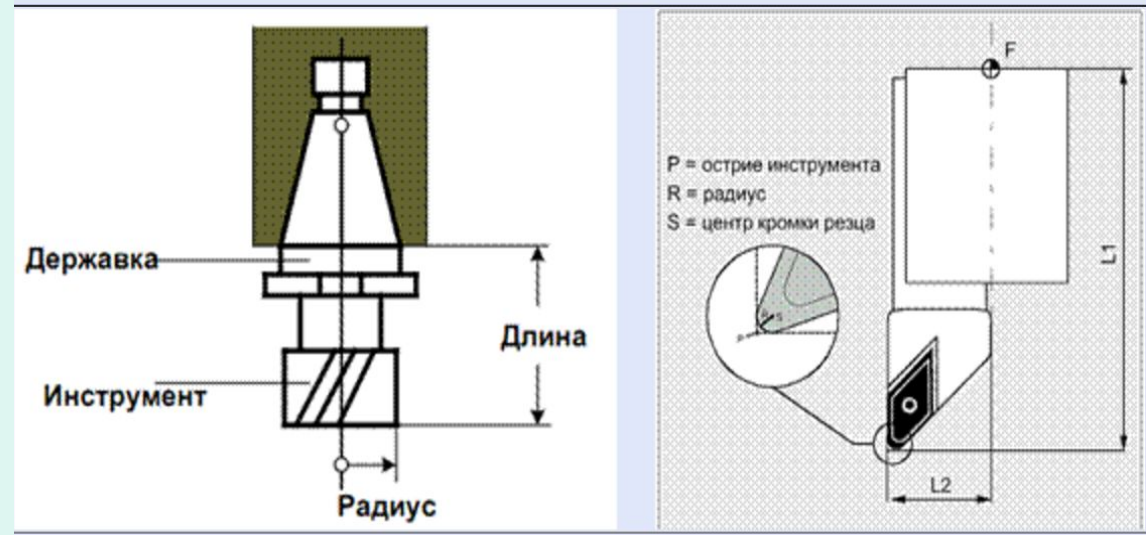 Державка
Инструмент
Длина
Радиус
F
P = острие инструмента
R = радиус
S = центр кромки резца
R
S
P
L1
L2